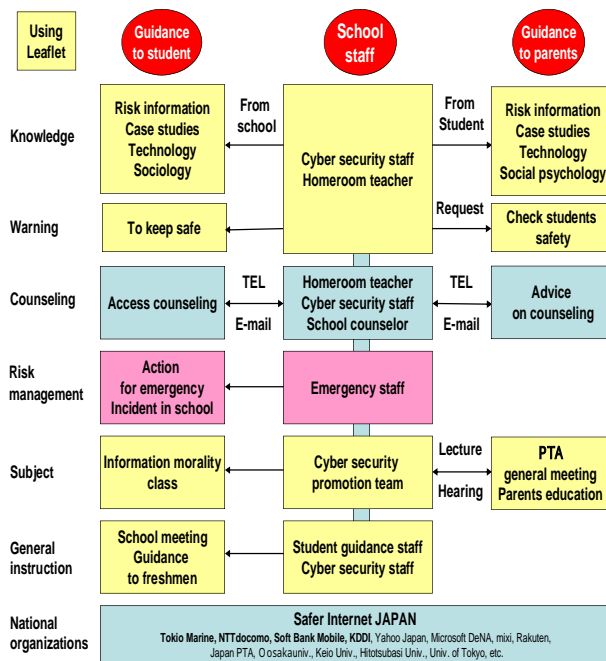 Using
Leaflet
Guidance
to student
School
staff
Guidance
to parents
Knowledge
Risk information
Case studies
Technology
Sociology
From
school
Cyber security staff
Homeroom teacher
From
Student
Risk information
Case studies
Technology
Social psychology
Warning
To keep safe
Request
Check students
safety
Counseling
Access counseling
TEL
E-mail
Homeroom teacher
Cyber security staff
School counselor
TEL
E-mail
Advice
on counseling
Risk
management
Action
for emergency
Incident in school
Emergency staff
Subject
Information morality
class
Cyber security
promotion team
Lecture
Hearing
PTA
general meeting
Parents education
General
instruction
School meeting
Guidance
to freshmen
Student guidance staff
Cyber security staff
National
organizations
Safer Internet JAPAN
Tokio Marine, NTTdocomo, Soft Bank Mobile, KDDI, Yahoo Japan, Microsoft DeNA, mixi, Rakuten,
Japan PTA, Oosakauniv., Keio Univ., Hitotsubasi Univ., Univ. of Tokyo, etc.